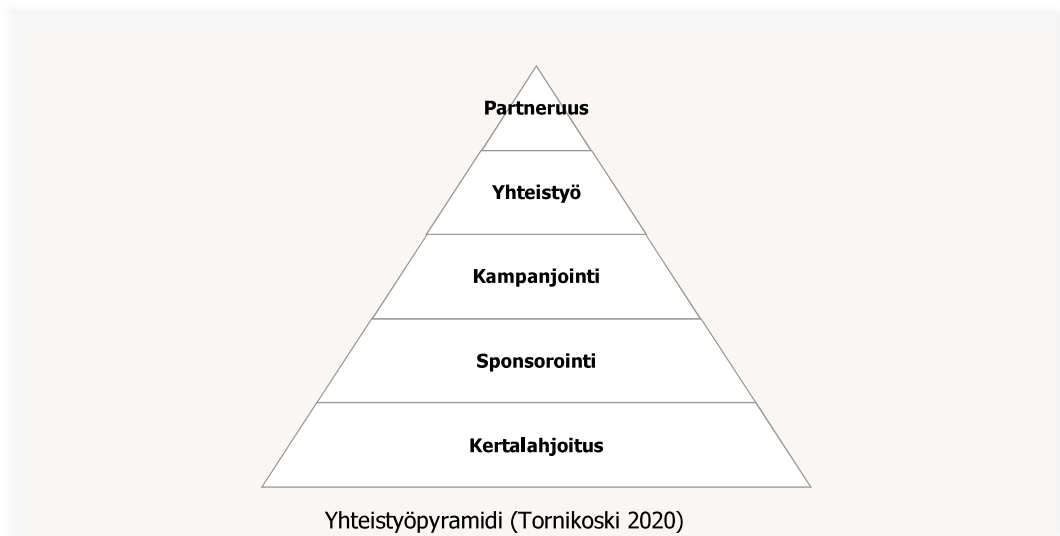 Partneruus
Yhteistyö
Kampanjointi
Sponsorointi
Kertalahjoitus
Yhteistyöpyramidi (Tornikoski 2020)